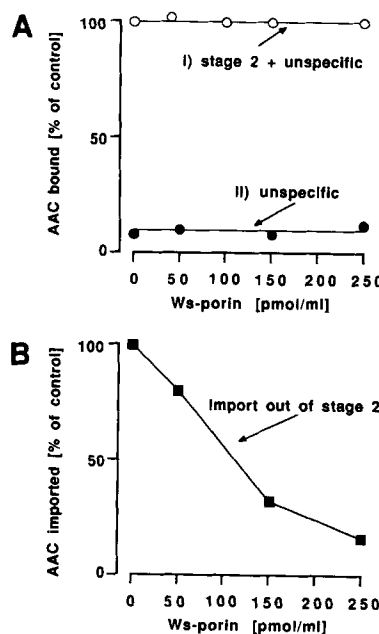 A
AAC bound [% of control]
100
50
0
I) stage 2 + unspecific
II) unspecific
0 50 100 150 200 250
Ws-porin [pmol/ml]
B
AAC imported [% of control]
100
50
0
Import out of stage 2
0 50 100 150 200 250
Ws-porin [pmol/ml]